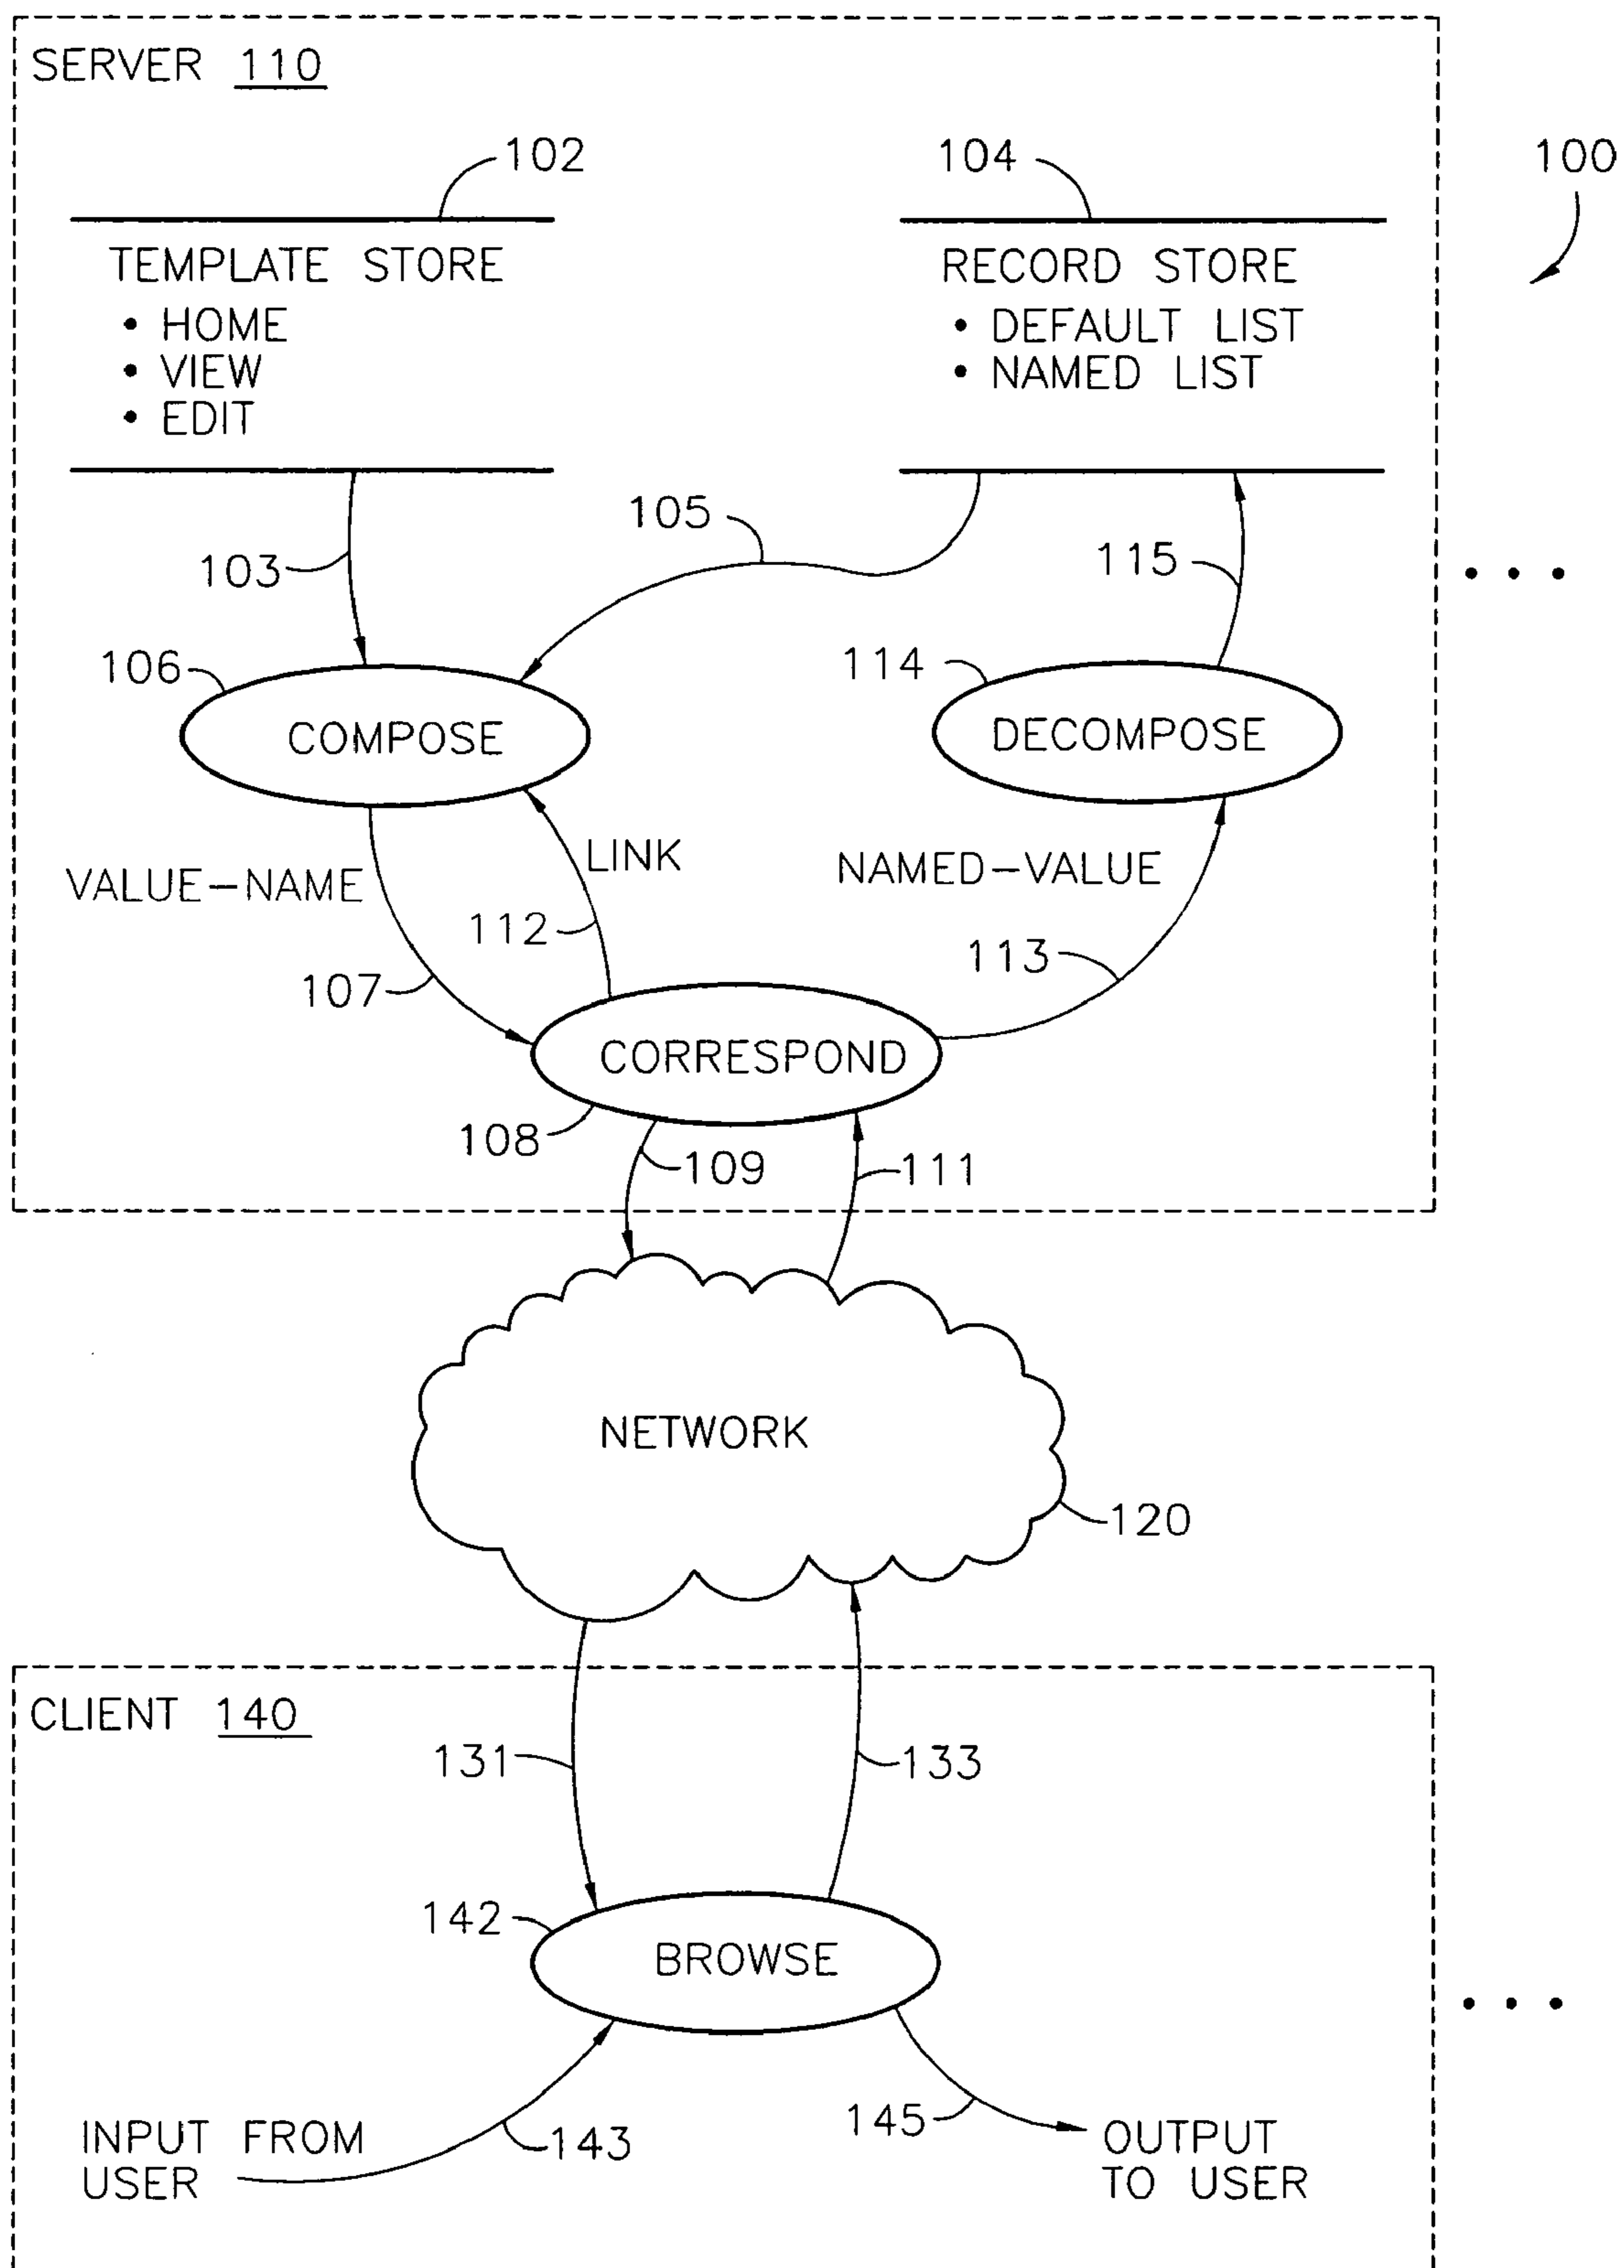 SERVER 110
102
104
100
TEMPLATE STORE
• HOME
• VIEW
• EDIT
RECORD STORE
• DEFAULT LIST
• NAMED LIST
105
103
115
106
114
COMPOSE
DECOMPOSE
LINK
VALUE-NAME
NAMED-VALUE
112
113
107
CORRESPOND
108
109
111
NETWORK
120
CLIENT 140
131
133
142
BROWSE
145
143
INPUT FROM
USER
OUTPUT
TO USER